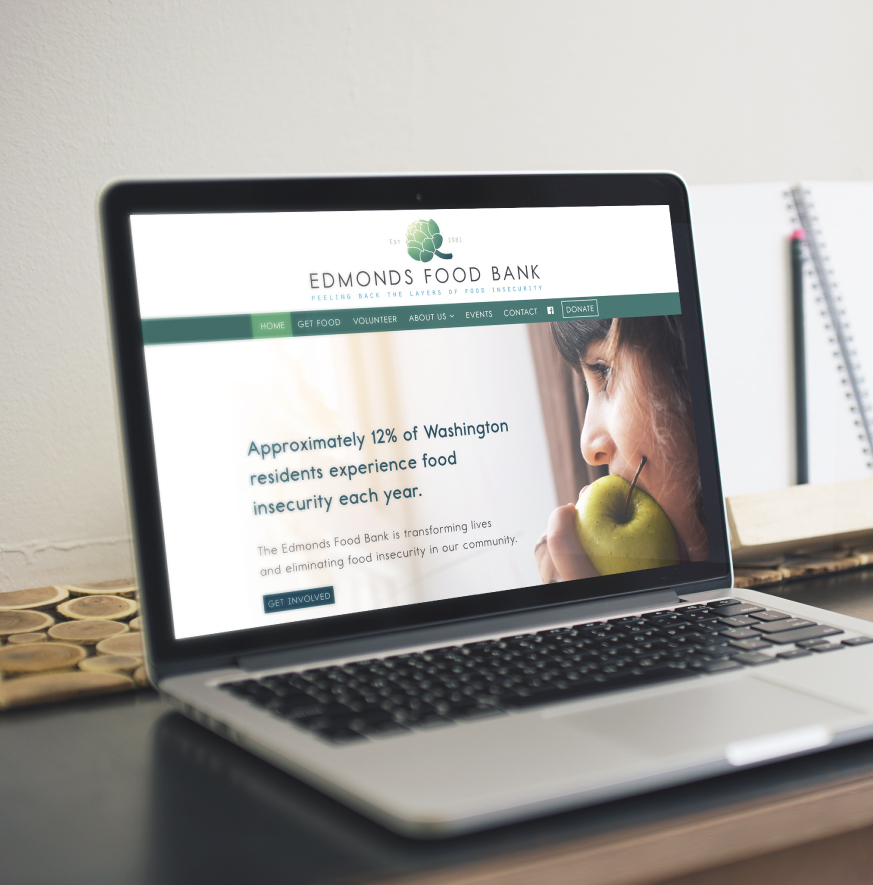 Est 1981
EDMONDS FOOD BANK
PEELING BACK THE LAYERS OF FOOD INSECURITY
HOME GET FOOD VOLUNTEER ABOUT US EVENTS CONTACT DONATE
Approximately 12% of Washington
residents experience food
insecurity each year.
The Edmonds Food Bank is transforming lives
and eliminating food insecurity in our community.
GET INVOLVED